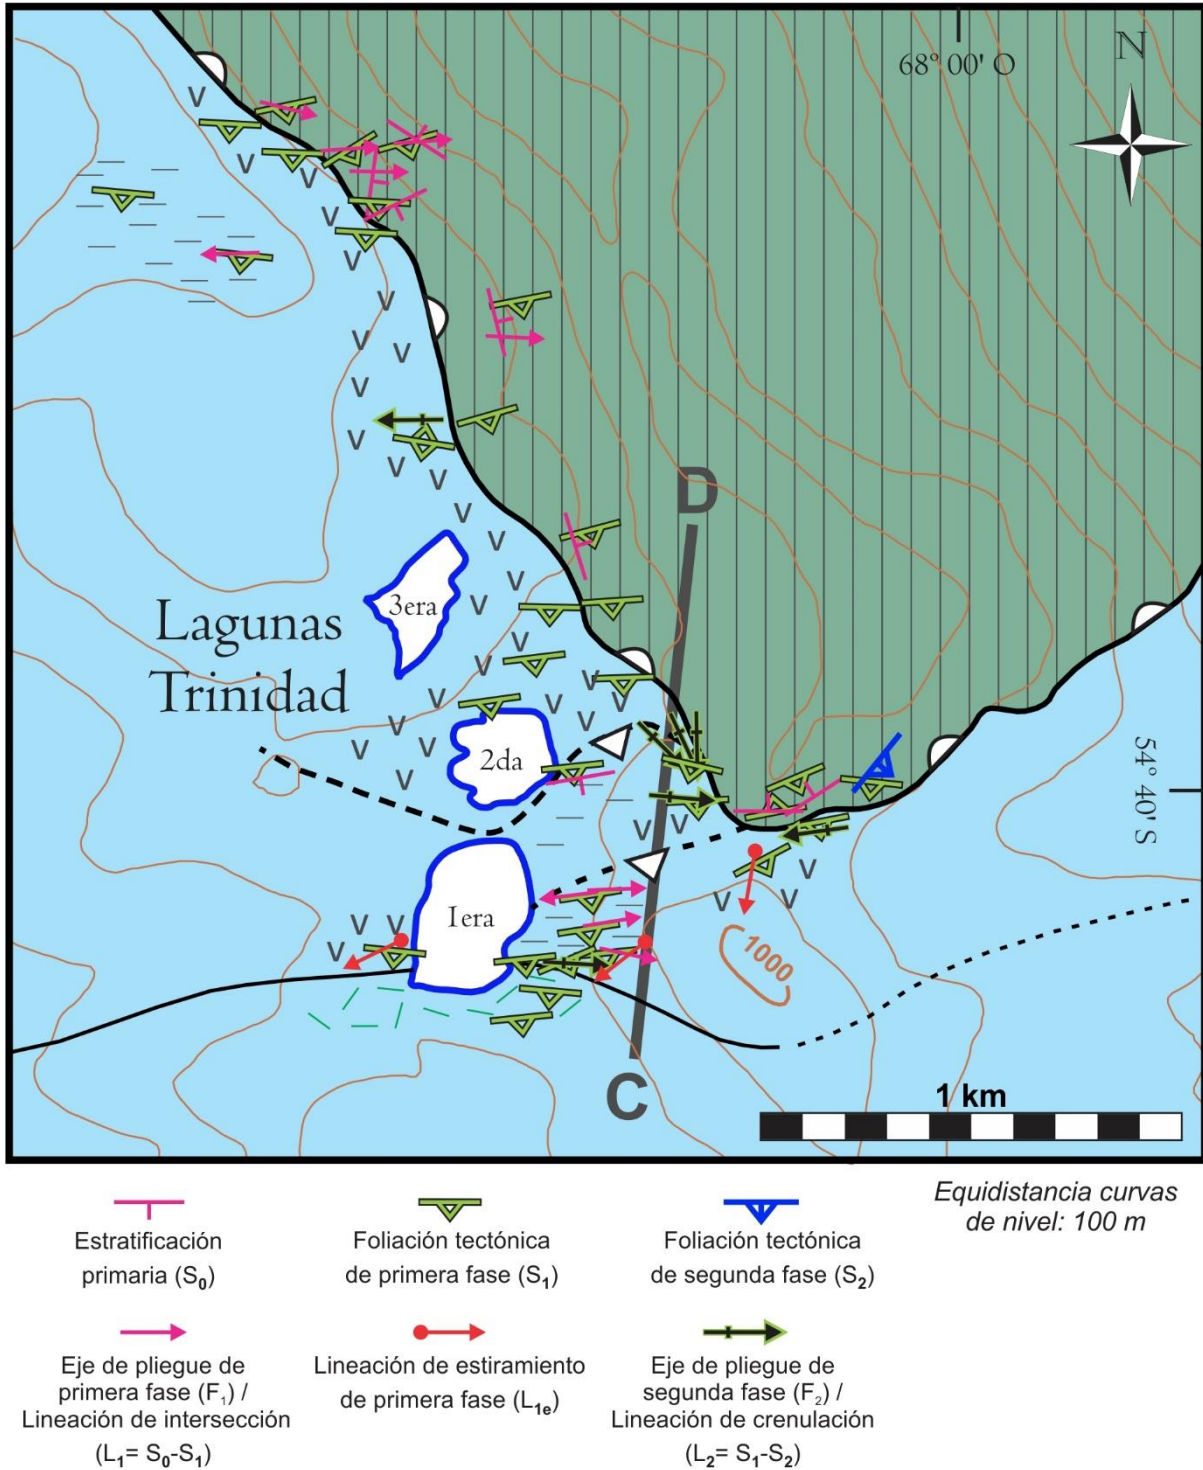 N
68° 00' O
D
Lagunas
Trinidad
3era
2da
1era
54° 40' S
1000
C
1 km
Equidistancia curvas
de nivel: 100 m
Estratificación
primaria (S₀)
Foliación tectónica
de primera fase (S₁)
Foliación tectónica
de segunda fase (S₂)
Eje de pliegue de
primera fase (F₁) /
Lineación de intersección
(L₁= S₀-S₁)
Lineación de estiramiento
de primera fase (L₁ₑ)
Eje de pliegue de
segunda fase (F₂) /
Lineación de crenulación
(L₂= S₁-S₂)